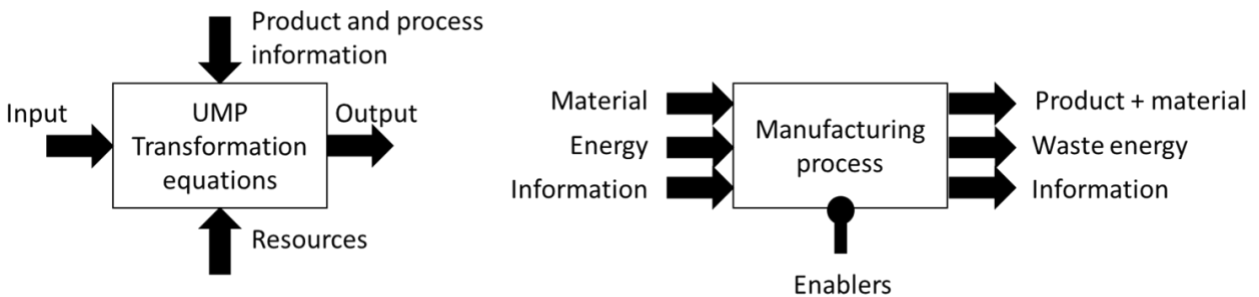 Product and process
information
Input
UMP
Transformation
equations
Output
Resources
Material
Energy
Information
Manufacturing
process
Product + material
Waste energy
Information
Enablers